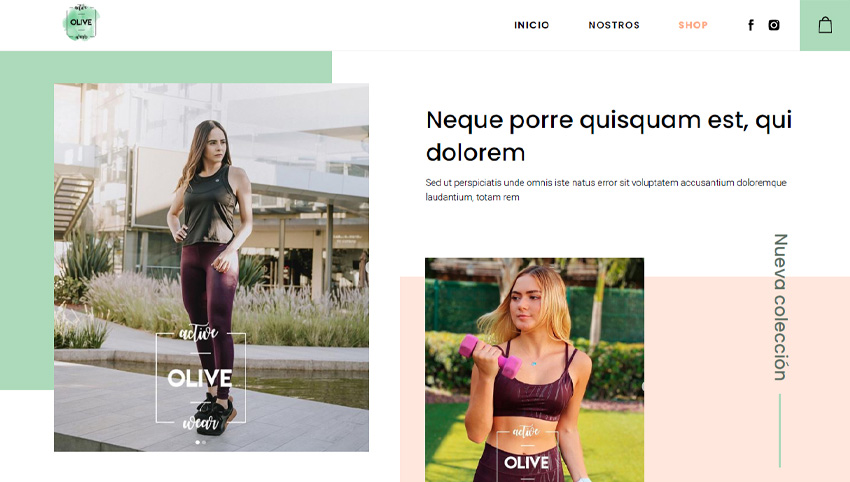 active
OLIVE
wear
INICIO
NOSTROS
SHOP
Neque porre quisquam est, qui
dolorem
Sed ut perspiciatis unde omnis iste natus error sit voluptatem accusantium doloremque
laudantium, totam rem
Nueva colección
active
OLIVE
wear
active
OLIVE